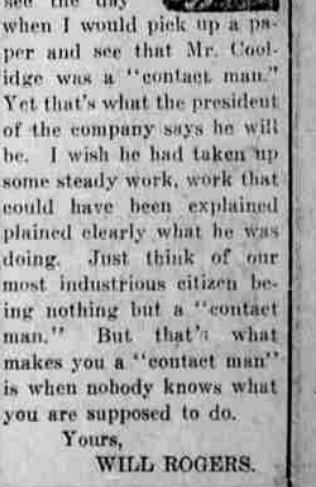 see the day
when I would pick up a pa-
per and see that Mr. Cool-
idge was a "contact man."
Yet that's what the president
of the company says he will
be. I wish he had taken up
some steady work, work that
could have been explained
plained clearly what he was
doing. Just think of our
most industrious citizen be-
ing nothing but a "contact
man." But that's what
makes you a "contact man"
is when nobody knows what
you are supposed to do.
Yours,
WILL ROGERS.